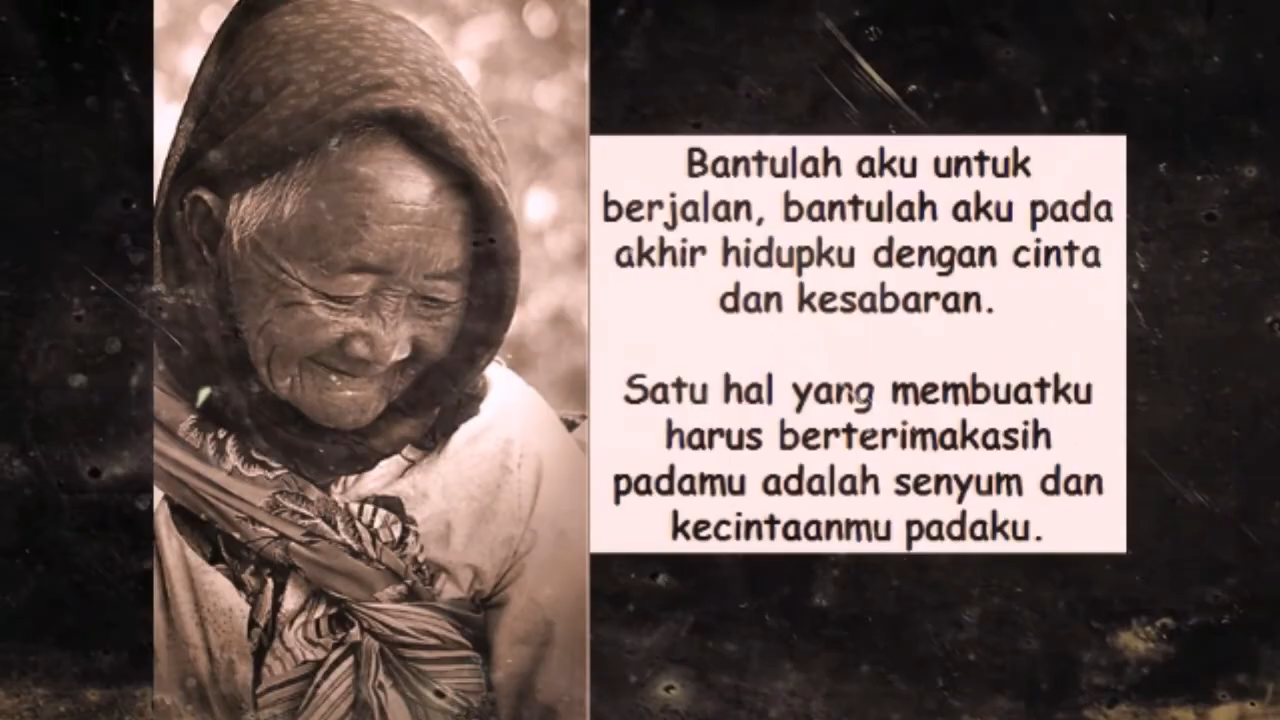 Bantulah aku untuk
berjalan, bantulah aku pada
akhir hidupku dengan cinta
dan kesabaran.
Satu hal yang membuatku
harus berterimakasih
padamu adalah senyum dan
kecintaanmu padaku.